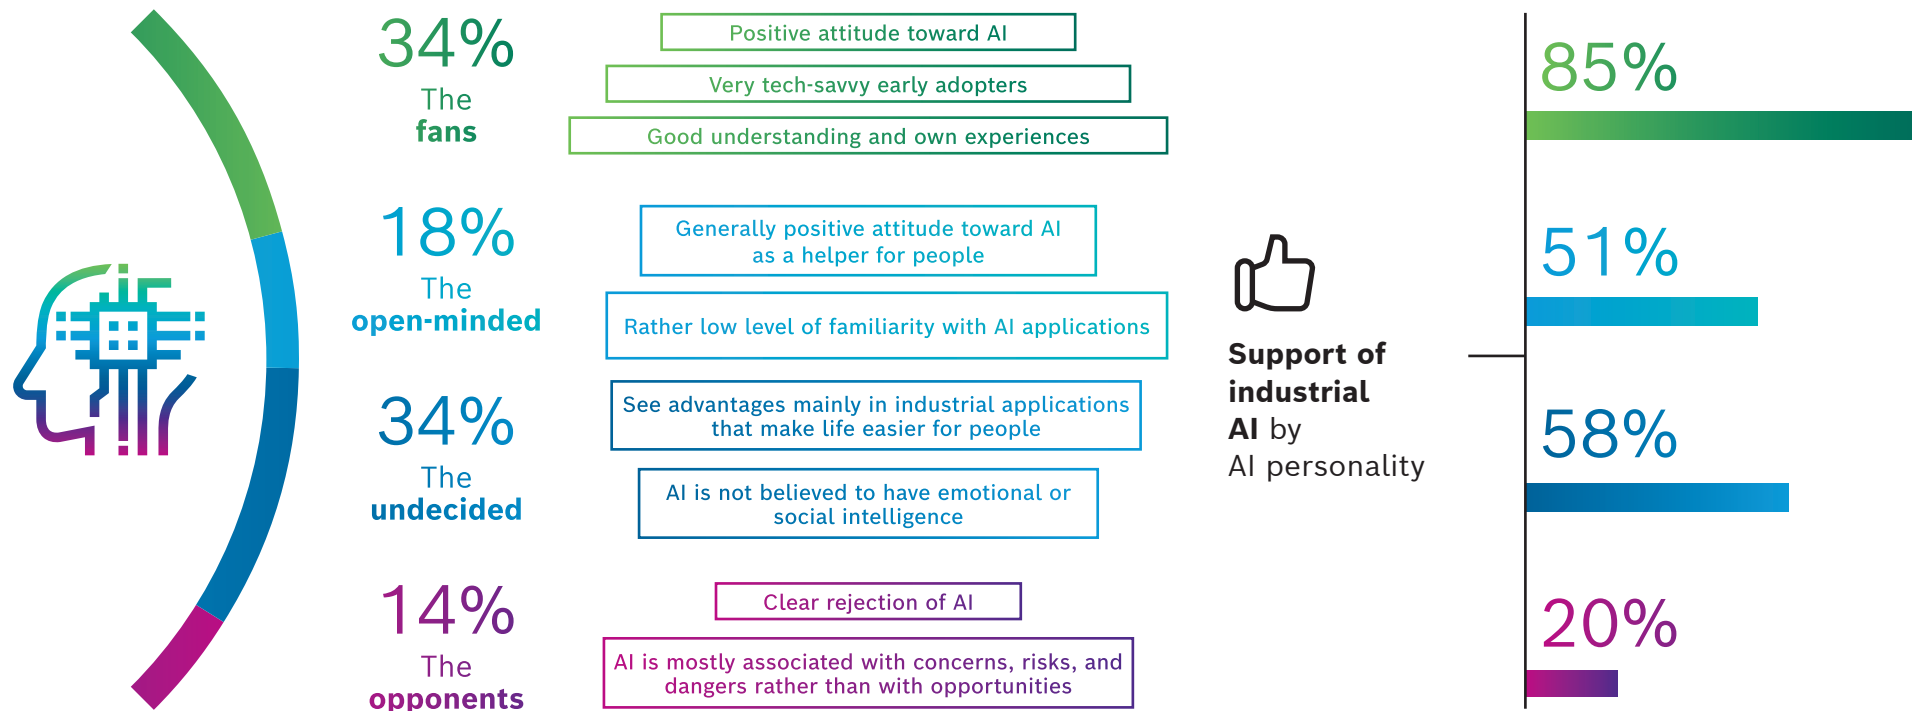 34%
The
fans
Positive attitude toward AI
Very tech-savvy early adopters
Good understanding and own experiences
18%
The
open-minded
Generally positive attitude toward AI
as a helper for people
Rather low level of familiarity with AI applications
34%
The
undecided
See advantages mainly in industrial applications
that make life easier for people
AI is not believed to have emotional or
social intelligence
14%
The
opponents
Clear rejection of AI
AI is mostly associated with concerns, risks, and
dangers rather than with opportunities
Support of
industrial
AI by
AI personality
85%
51%
58%
20%